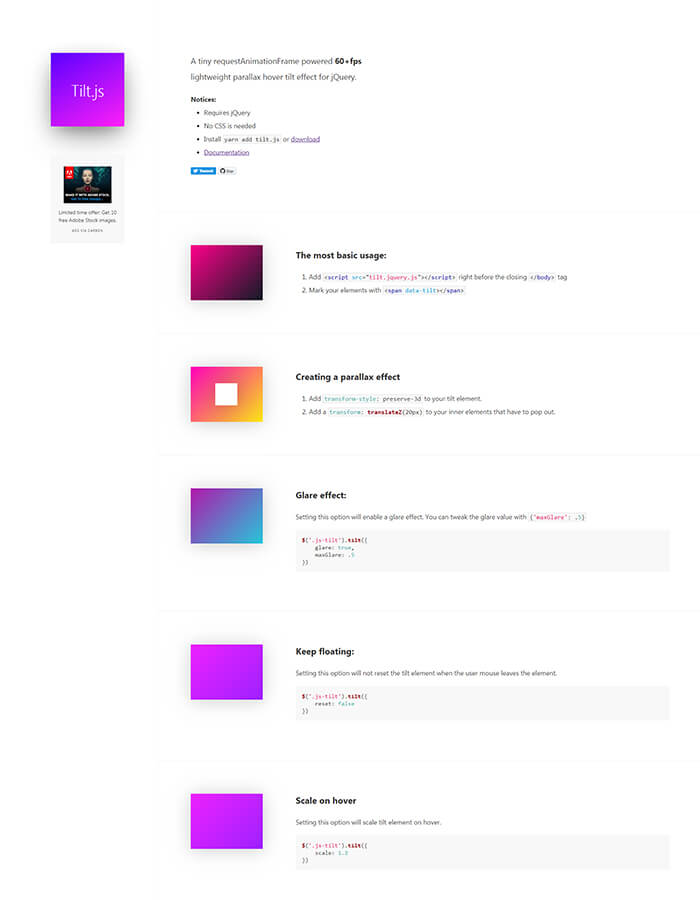 Tilt.js
Limited time offer: Get 10
free Adobe Stock images.
ADS VIA CARBON
A tiny requestAnimationFrame powered 60+fps
lightweight parallax hover tilt effect for jQuery.
Notices:
Requires jQuery
No CSS is needed
Install yarn add tilt.js or download
Documentation
Tweet Star
The most basic usage:
1. Add <script src="tilt.jquery.js"></script> right before the closing </body> tag
2. Mark your elements with <span data-tilt></span>
Creating a parallax effect
1. Add transform-style: preserve-3d to your tilt element.
2. Add a transform: translateZ(20px) to your inner elements that have to pop out.
Glare effect:
Setting this option will enable a glare effect. You can tweak the glare value with {"maxGlare": .5}
$('.js-tilt').tilt({
glare: true,
maxGlare: .5
})
Keep floating:
Setting this option will not reset the tilt element when the user mouse leaves the element.
$('.js-tilt').tilt({
reset: false
})
Scale on hover
Setting this option will scale tilt element on hover.
$('.js-tilt').tilt({
scale: 1.2
})